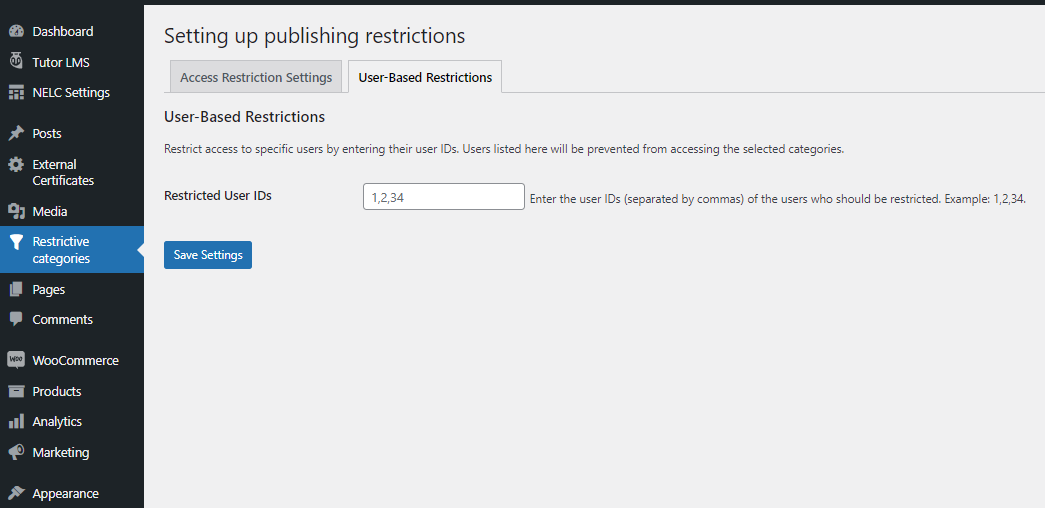 Dashboard
Tutor LMS
NELC Settings
Posts
External
Certificates
Media
Restrictive
categories
Pages
Comments
WOO WooCommerce
Products
Analytics
Marketing
Appearance
Setting up publishing restrictions
Access Restriction Settings User-Based Restrictions
User-Based Restrictions
Restrict access to specific users by entering their user IDs. Users listed here will be prevented from accessing the selected categories.
Restricted User IDs 1,2,34 Enter the user IDs (separated by commas) of the users who should be restricted. Example: 1,2,34.
Save Settings